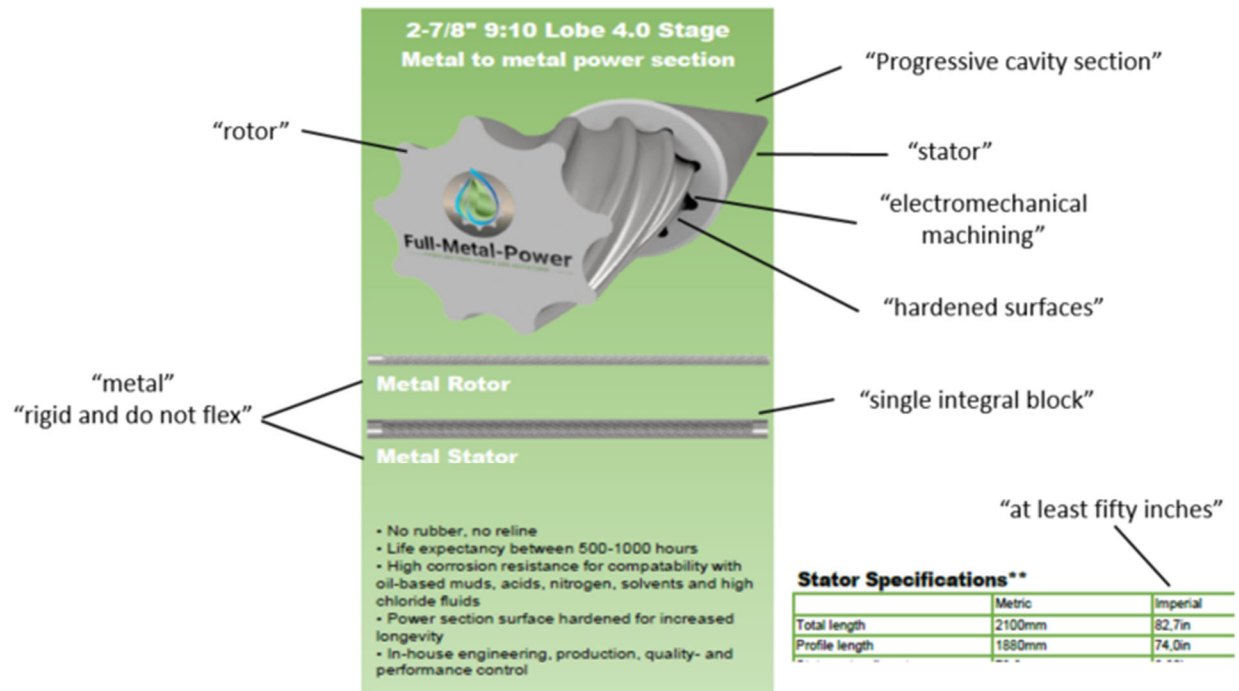 2-7/8" 9:10 Lobe 4.0 Stage
Metal to metal power section
“Progressive cavity section”
“rotor”
“stator”
“electromechanical
machining”
Full-Metal-Power
“hardened surfaces”
“metal”
“rigid and do not flex”
Metal Rotor
“single integral block”
Metal Stator
• No rubber, no reline
• Life expectancy between 500-1000 hours
• High corrosion resistance for compatability with
oil-based muds, acids, nitrogen, solvents and high
chloride fluids
• Power section surface hardened for increased
longevity
• In-house engineering, production, quality- and
performance control
“at least fifty inches”
Stator Specifications**
Metric Imperial
Total length 2100mm 82,7in
Profile length 1880mm 74,0in